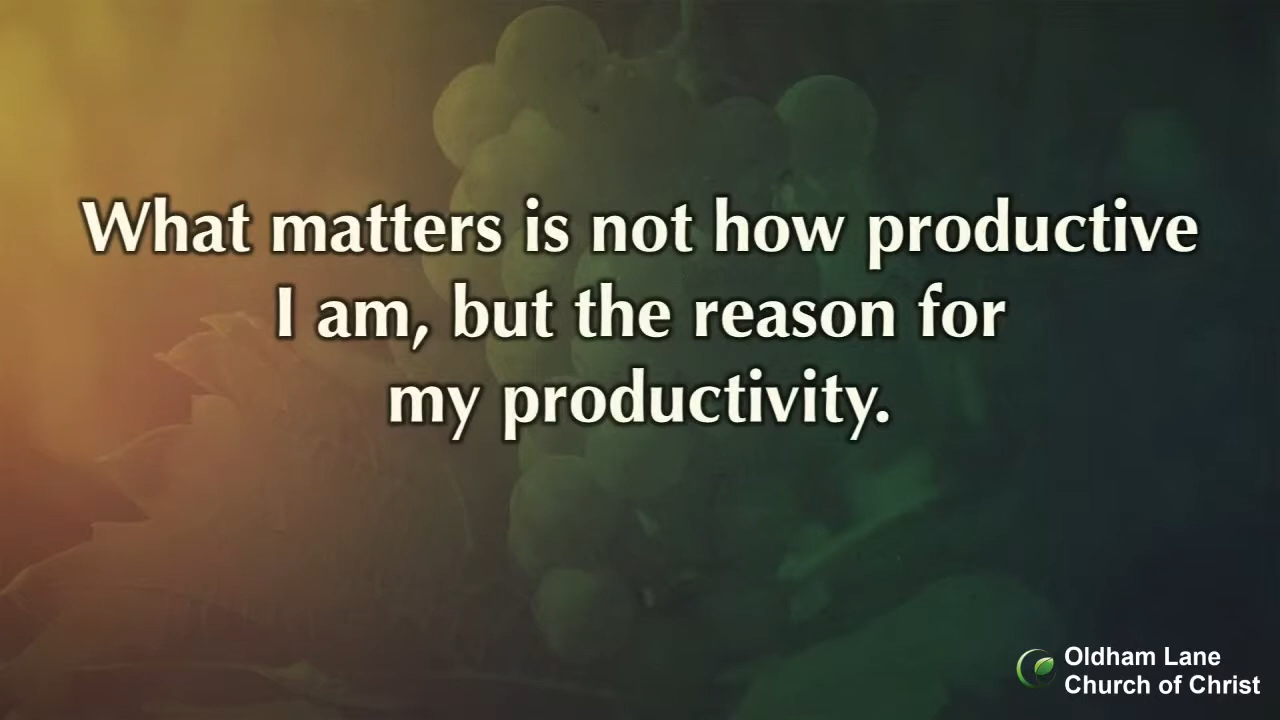 What matters is not how productive
I am, but the reason for
my productivity.
Oldham Lane
Church of Christ